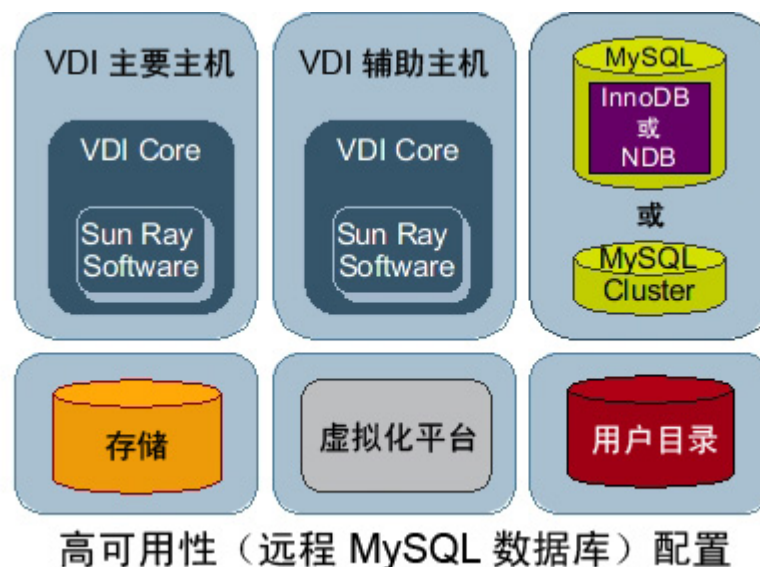 VDI 主要主机
VDI Core
Sun Ray
Software
VDI 辅助主机
VDI Core
Sun Ray
Software
MySQL
InnoDB
或
NDB
或
MySQL
Cluster
存储
虚拟化平台
用户目录
高可用性（远程 MySQL 数据库）配置